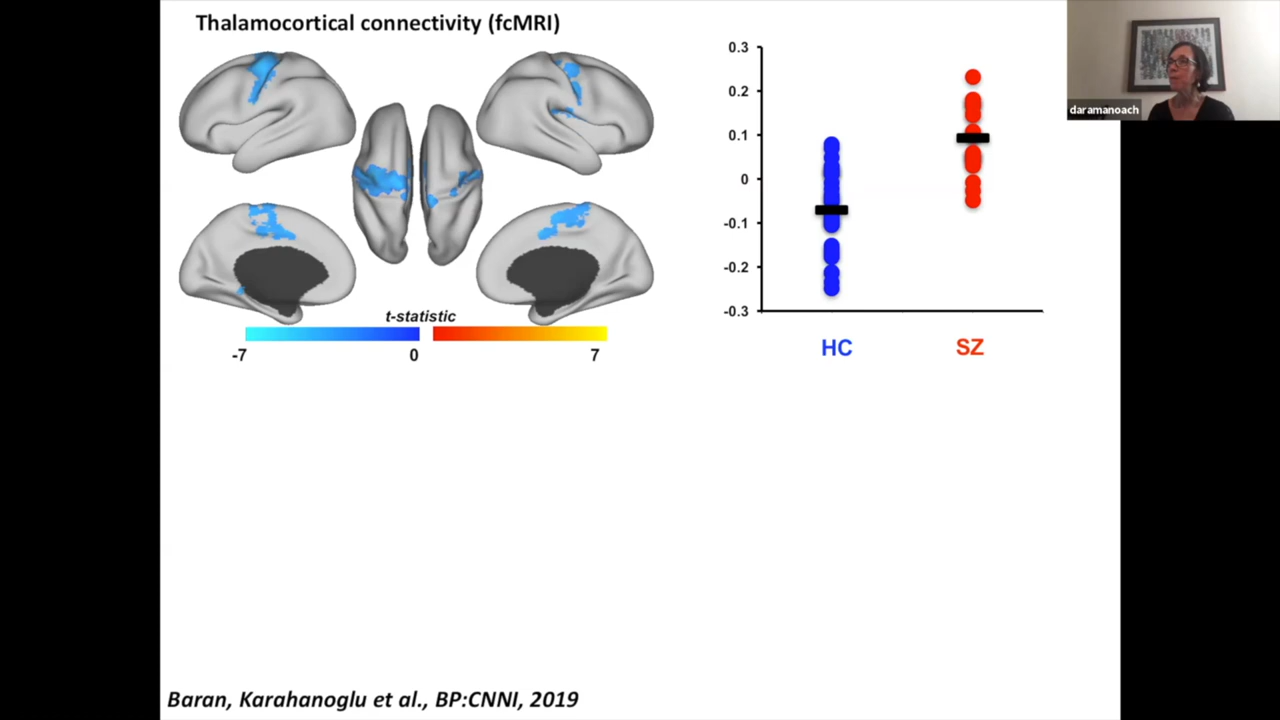 Thalamocortical connectivity (fcMRI)
daramanoach
0.3
0.2
0.1
0
-0.1
-0.2
-0.3
HC
SZ
t-statistic
-7
0
7
Baran, Karahanoglu et al., BP:CNNI, 2019